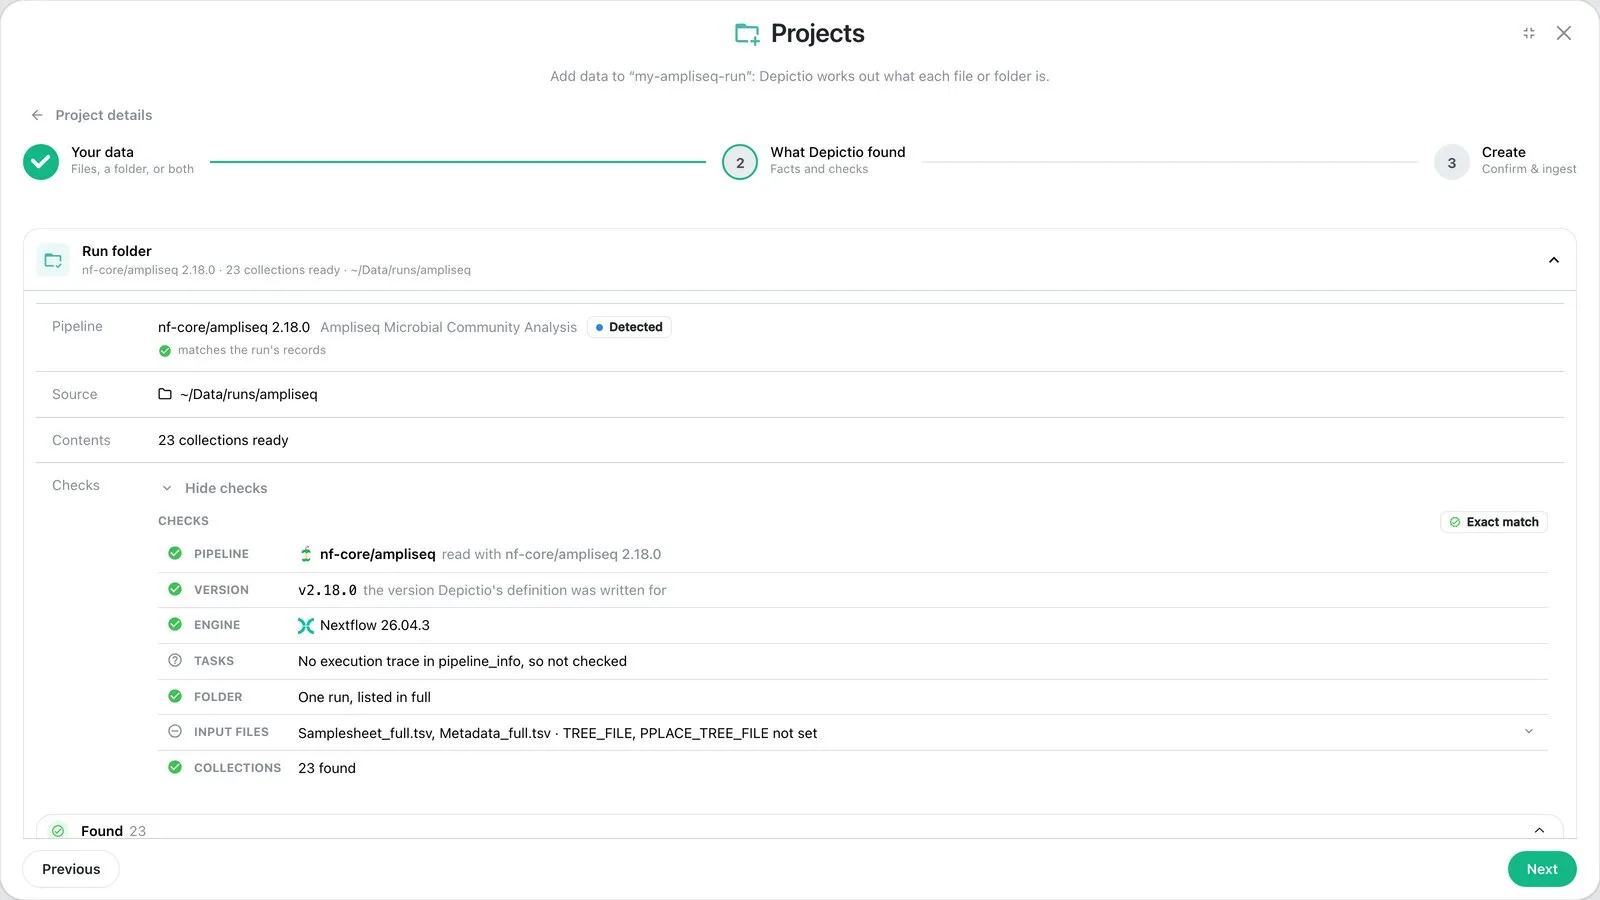 Projects
Add data to “my-ampliseq-run”: Depictio works out what each file or folder is.
Project details
Your data
Files, a folder, or both
2
What Depictio found
Facts and checks
3
Create
Confirm & ingest
Run folder
nf-core/ampliseq 2.18.0 · 23 collections ready · ~/Data/runs/ampliseq
Pipeline
nf-core/ampliseq 2.18.0 Ampliseq Microbial Community Analysis Detected
matches the run's records
Source
~/Data/runs/ampliseq
Contents
23 collections ready
Checks
Hide checks
CHECKS
Exact match
PIPELINE nf-core/ampliseq read with nf-core/ampliseq 2.18.0
VERSION v2.18.0 the version Depictio's definition was written for
ENGINE Nextflow 26.04.3
TASKS No execution trace in pipeline_info, so not checked
FOLDER One run, listed in full
INPUT FILES Samplesheet_full.tsv, Metadata_full.tsv · TREE_FILE, PPLACE_TREE_FILE not set
COLLECTIONS 23 found
Found 23
Previous
Next